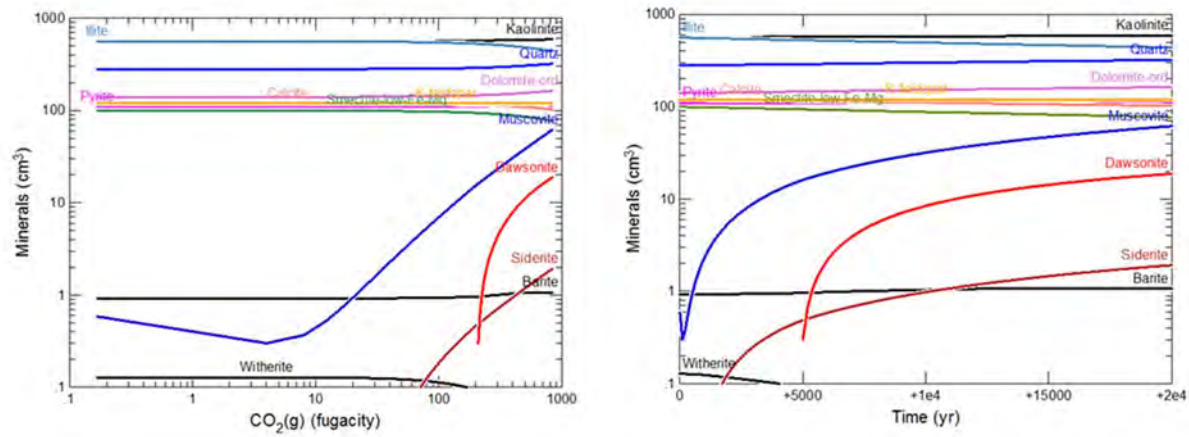 1000
Illite
Kaolinite
Quartz
Dolomite-ord
Calcite
K-feldspar
Pyrite
Smectite-low-Fe-Mg
100
Muscovite
Dawsonite
10
Siderite
Barite
1
Witherite
.1
.1
1
10
100
1000
Minerals (cm³)
CO₂(g) (fugacity)
1000
Illite
Kaolinite
Quartz
Dolomite-ord
Pyrite
Calcite
K-feldspar
Smectite-low-Fe-Mg
100
Muscovite
Dawsonite
10
Siderite
Barite
1
Witherite
.1
0
+5000
+1e4
+15000
+2e4
Minerals (cm³)
Time (yr)